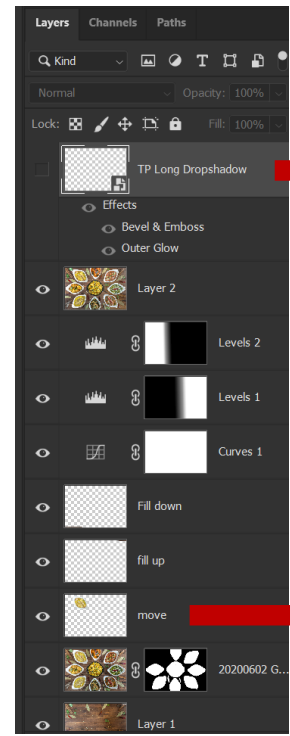 Layers Channels Paths
Kind T
Normal Opacity: 100%
Lock: Fill: 100%
TP Long Dropshadow
Effects
Bevel & Emboss
Outer Glow
Layer 2
Levels 2
Levels 1
Curves 1
Fill down
fill up
move
20200602 G...
Layer 1